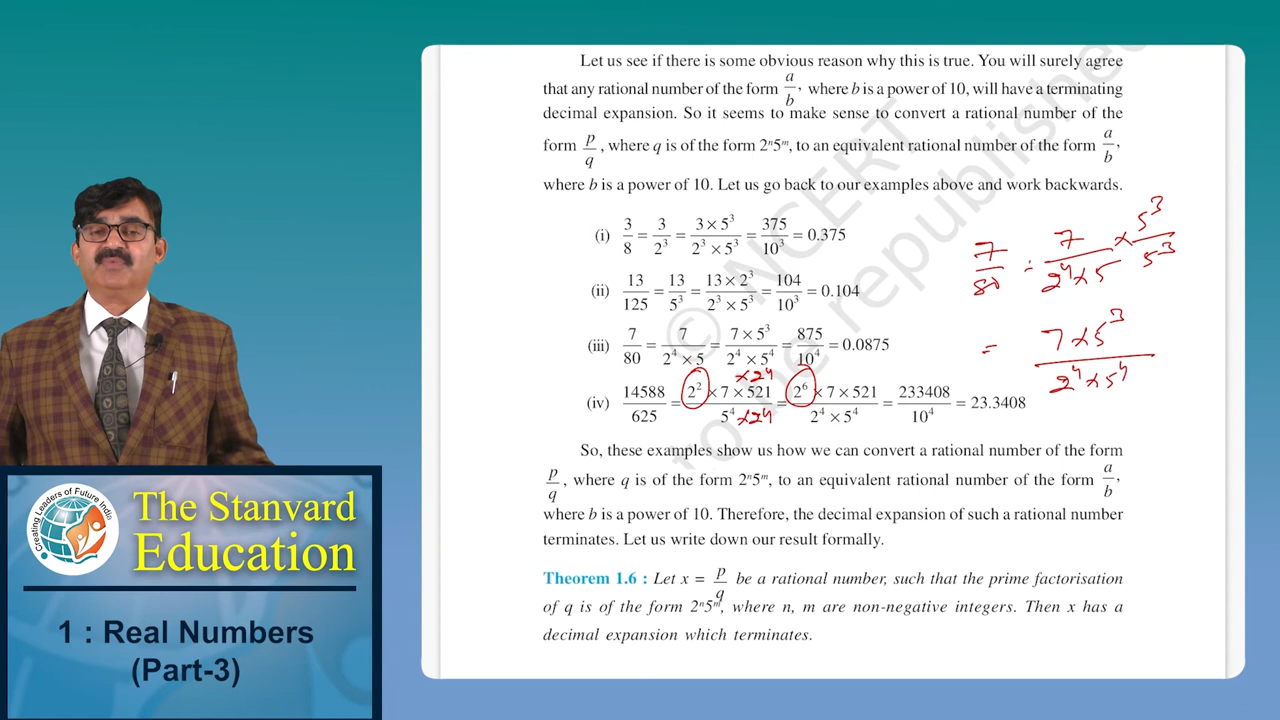 Let us see if there is some obvious reason why this is true. You will surely agree
that any rational number of the form a/b, where b is a power of 10, will have a terminating
decimal expansion. So it seems to make sense to convert a rational number of the
form p/q, where q is of the form 2ⁿ5ᵐ, to an equivalent rational number of the form a/b,
where b is a power of 10. Let us go back to our examples above and work backwards.
(i) 3/8 = 3/2³ = (3 × 5³)/(2³ × 5³) = 375/10³ = 0.375
(ii) 13/125 = 13/5³ = (13 × 2³)/(2³ × 5³) = 104/10³ = 0.104
(iii) 7/80 = 7/(2⁴ × 5) = (7 × 5³)/(2⁴ × 5⁴) = 875/10⁴ = 0.0875
(iv) 14588/625 = (2² × 7 × 521)/5⁴ = (2⁶ × 7 × 521)/(2⁴ × 5⁴) = 233408/10⁴ = 23.3408
×2⁴
×2⁴
7/80 = 7/(2⁴×5) × 5³/5³
= (7×5³)/(2⁴×5⁴)
So, these examples show us how we can convert a rational number of the form
p/q, where q is of the form 2ⁿ5ᵐ, to an equivalent rational number of the form a/b,
where b is a power of 10. Therefore, the decimal expansion of such a rational number
terminates. Let us write down our result formally.
Theorem 1.6 : Let x = p/q be a rational number, such that the prime factorisation
of q is of the form 2ⁿ5ᵐ, where n, m are non-negative integers. Then x has a
decimal expansion which terminates.
© NCERT
to be republished
Creating Leaders of Future India
The Stanvard
Education
1 : Real Numbers
(Part-3)